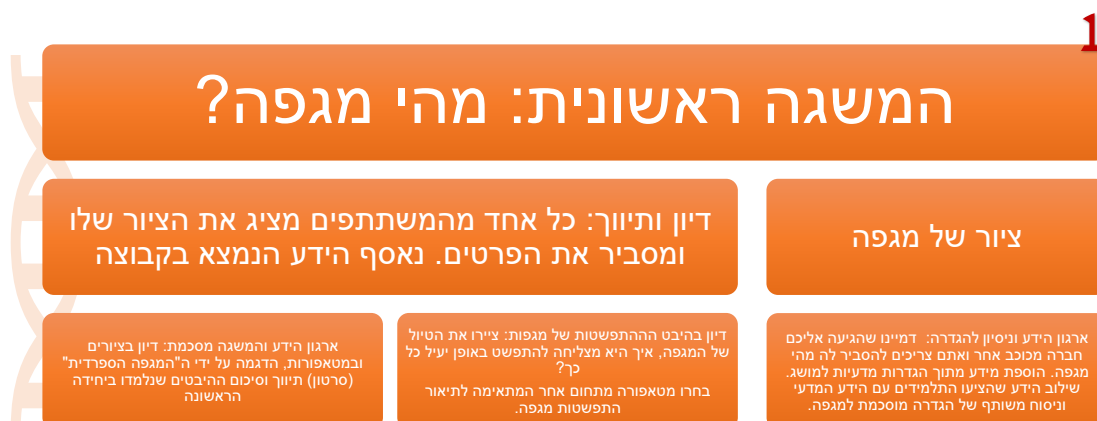 1
המשגה ראשונית: מהי מגפה?
ציור של מגפה
דיון ותיווך: כל אחד מהמשתתפים מציג את הציור שלו
ומסביר את הפרטים. נאסף הידע הנמצא בקבוצה
ארגון הידע וניסיון להגדרה: דמיינו שהגיעה אליכם
חברה מכוכב אחר ואתם צריכים להסביר לה מהי
מגפה. הוספת מידע מתוך הגדרות מדעיות למושג.
שילוב הידע שהציעו התלמידים עם הידע המדעי
וניסוח משותף של הגדרה מוסכמת למגפה.
דיון בהיבט הההתפשטות של מגפות: ציירו את הטיול
של המגפה, איך היא מצליחה להתפשט באופן יעיל כל
כך?
בחרו מטאפורה מתחום אחר המתאימה לתיאור
התפשטות מגפה.
ארגון הידע והמשגה מסכמת: דיון בציורים
ובמטאפורות, הדגמה על ידי ה"המגפה הספרדית"
(סרטון) תיווך וסיכום ההיבטים שנלמדו ביחידה
הראשונה